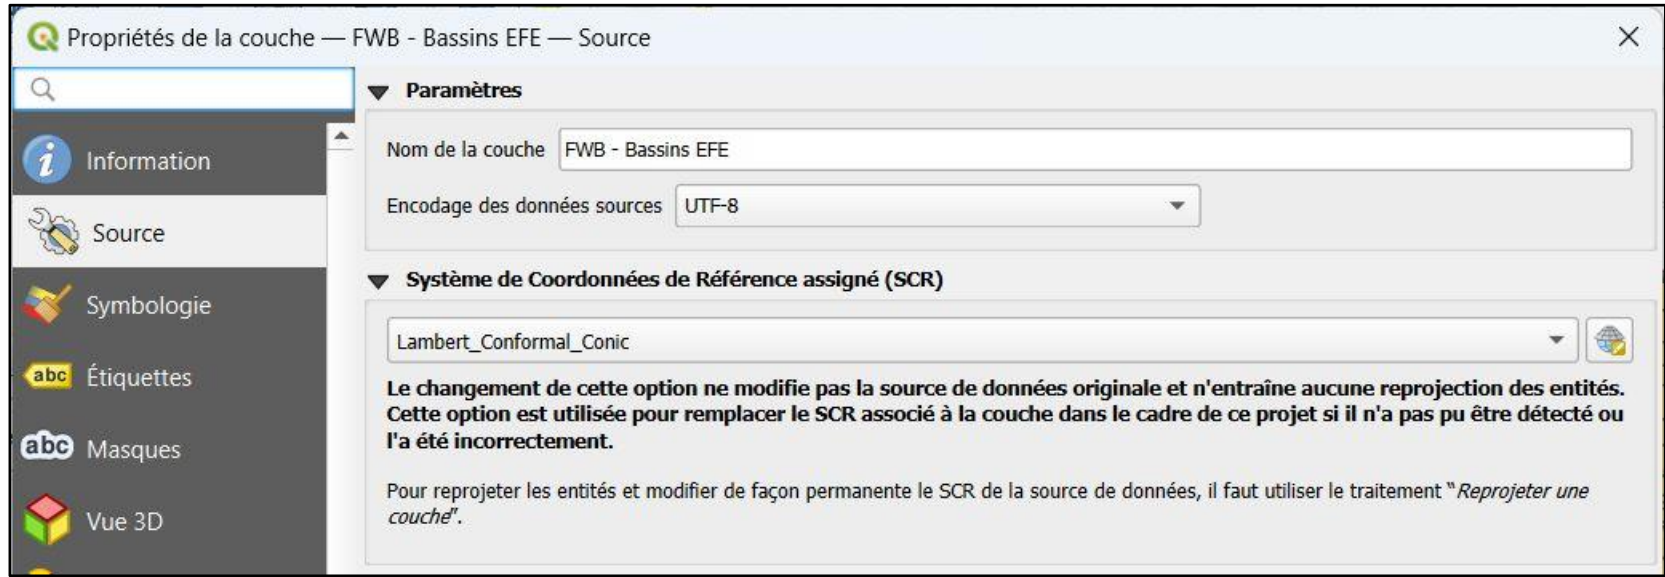 Propriétés de la couche — FWB - Bassins EFE — Source
Information
Source
Symbologie
abc Étiquettes
abc Masques
Vue 3D
Paramètres
Nom de la couche FWB - Bassins EFE
Encodage des données sources UTF-8
Système de Coordonnées de Référence assigné (SCR)
Lambert_Conformal_Conic
Le changement de cette option ne modifie pas la source de données originale et n'entraîne aucune reprojection des entités.
Cette option est utilisée pour remplacer le SCR associé à la couche dans le cadre de ce projet si il n'a pas pu être détecté ou
l'a été incorrectement.
Pour reprojeter les entités et modifier de façon permanente le SCR de la source de données, il faut utiliser le traitement “Reprojeter une
couche”.